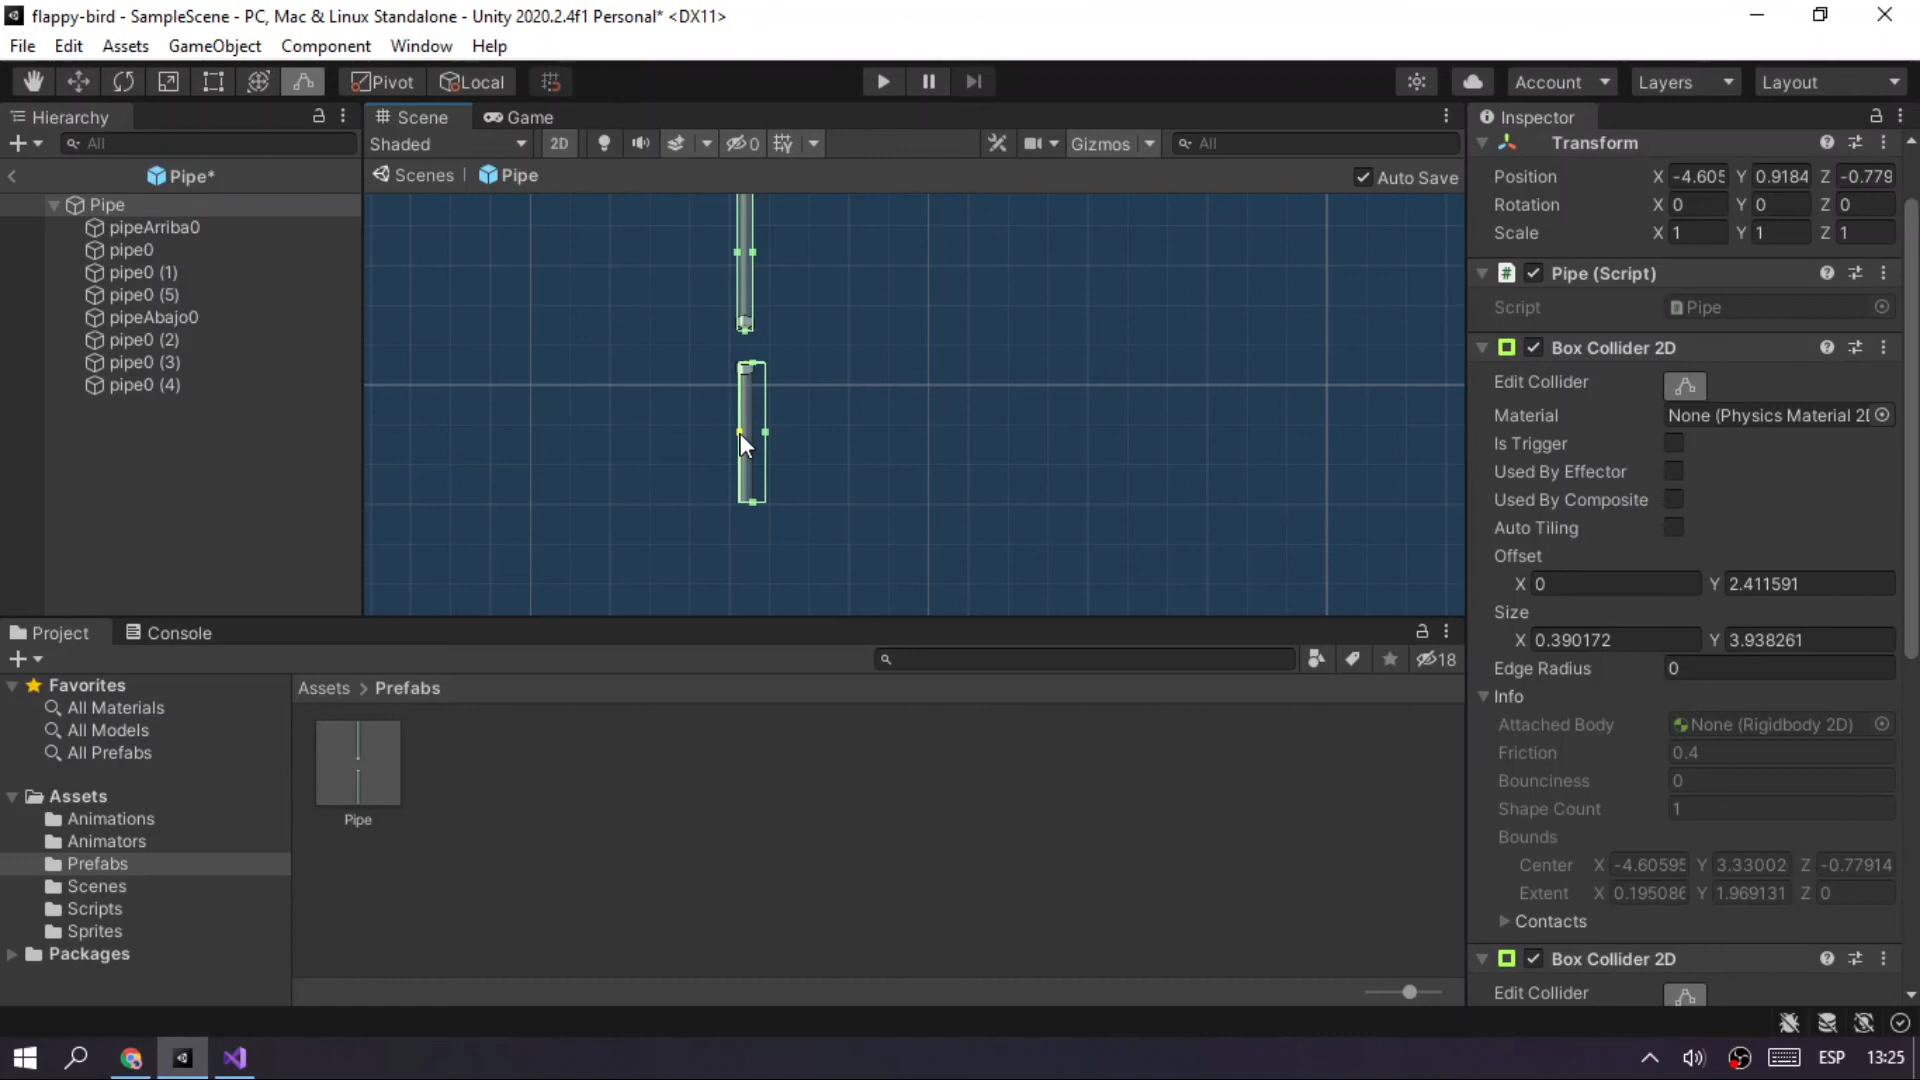 flappy-bird - SampleScene - PC, Mac & Linux Standalone - Unity 2020.2.4f1 Personal* <DX11>
File Edit Assets GameObject Component Window Help
Pivot Local Account Layers Layout
Hierarchy
All
Pipe*
Pipe
pipeArriba0
pipe0
pipe0 (1)
pipe0 (5)
pipeAbajo0
pipe0 (2)
pipe0 (3)
pipe0 (4)
Scene Game
Shaded 2D 0 Gizmos All
Scenes Pipe Auto Save
Inspector
Transform
Position X -4.605 Y 0.9184 Z -0.779
Rotation X 0 Y 0 Z 0
Scale X 1 Y 1 Z 1
# Pipe (Script)
Script Pipe
Box Collider 2D
Edit Collider
Material None (Physics Material 2D
Is Trigger
Used By Effector
Used By Composite
Auto Tiling
Offset
X 0 Y 2.411591
Size
X 0.390172 Y 3.938261
Edge Radius 0
Info
Attached Body None (Rigidbody 2D)
Friction 0.4
Bounciness 0
Shape Count 1
Bounds
Center X -4.60595 Y 3.33002 Z -0.77914
Extent X 0.195086 Y 1.969131 Z 0
Contacts
Box Collider 2D
Edit Collider
Project Console
18
Favorites
All Materials
All Models
All Prefabs
Assets
Animations
Animators
Prefabs
Scenes
Scripts
Sprites
Packages
Assets > Prefabs
Pipe
ESP 13:25